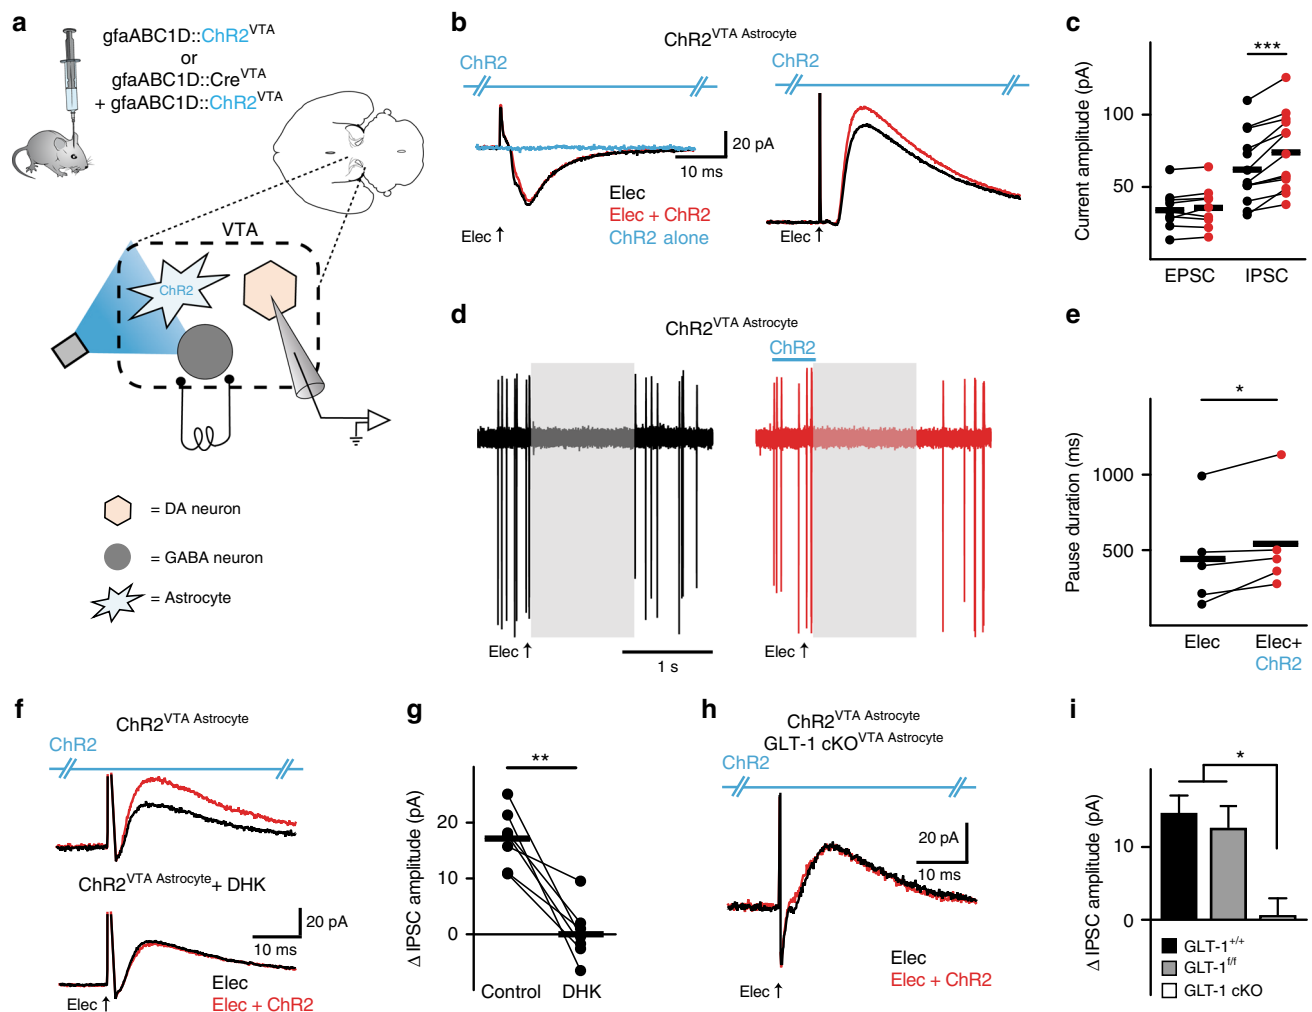 a
gfaABC1D::ChR2VTA
or
gfaABC1D::CreVTA
+ gfaABC1D::ChR2VTA
VTA
ChR2
= DA neuron
= GABA neuron
= Astrocyte
b
ChR2VTA Astrocyte
ChR2
ChR2
20 pA
10 ms
Elec
Elec + ChR2
ChR2 alone
Elec ↑
Elec ↑
c
***
Current amplitude (pA)
100
50
EPSC
IPSC
d
ChR2VTA Astrocyte
ChR2
Elec ↑
1 s
Elec ↑
e
*
Pause duration (ms)
1000
500
Elec
Elec+
ChR2
f
ChR2VTA Astrocyte
ChR2
ChR2VTA Astrocyte+ DHK
20 pA
10 ms
Elec
Elec + ChR2
Elec ↑
g
**
Δ IPSC amplitude (pA)
20
10
0
Control
DHK
h
ChR2VTA Astrocyte
GLT-1 cKOVTA Astrocyte
ChR2
20 pA
10 ms
Elec
Elec + ChR2
Elec ↑
i
*
Δ IPSC amplitude (pA)
10
0
GLT-1+/+
GLT-1f/f
GLT-1 cKO